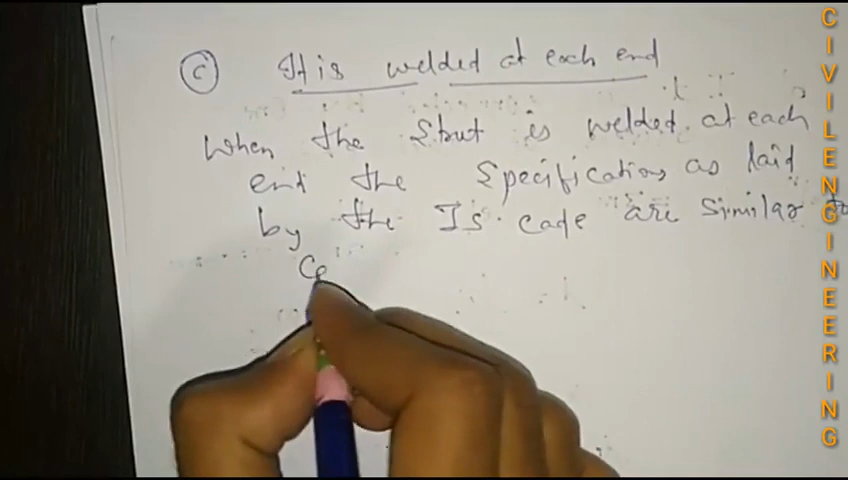 (c) It is welded at each end
When the Strut is welded at each
end the Specifications as laid
by the IS code are similar to
Ce
CIVILENGINEERING